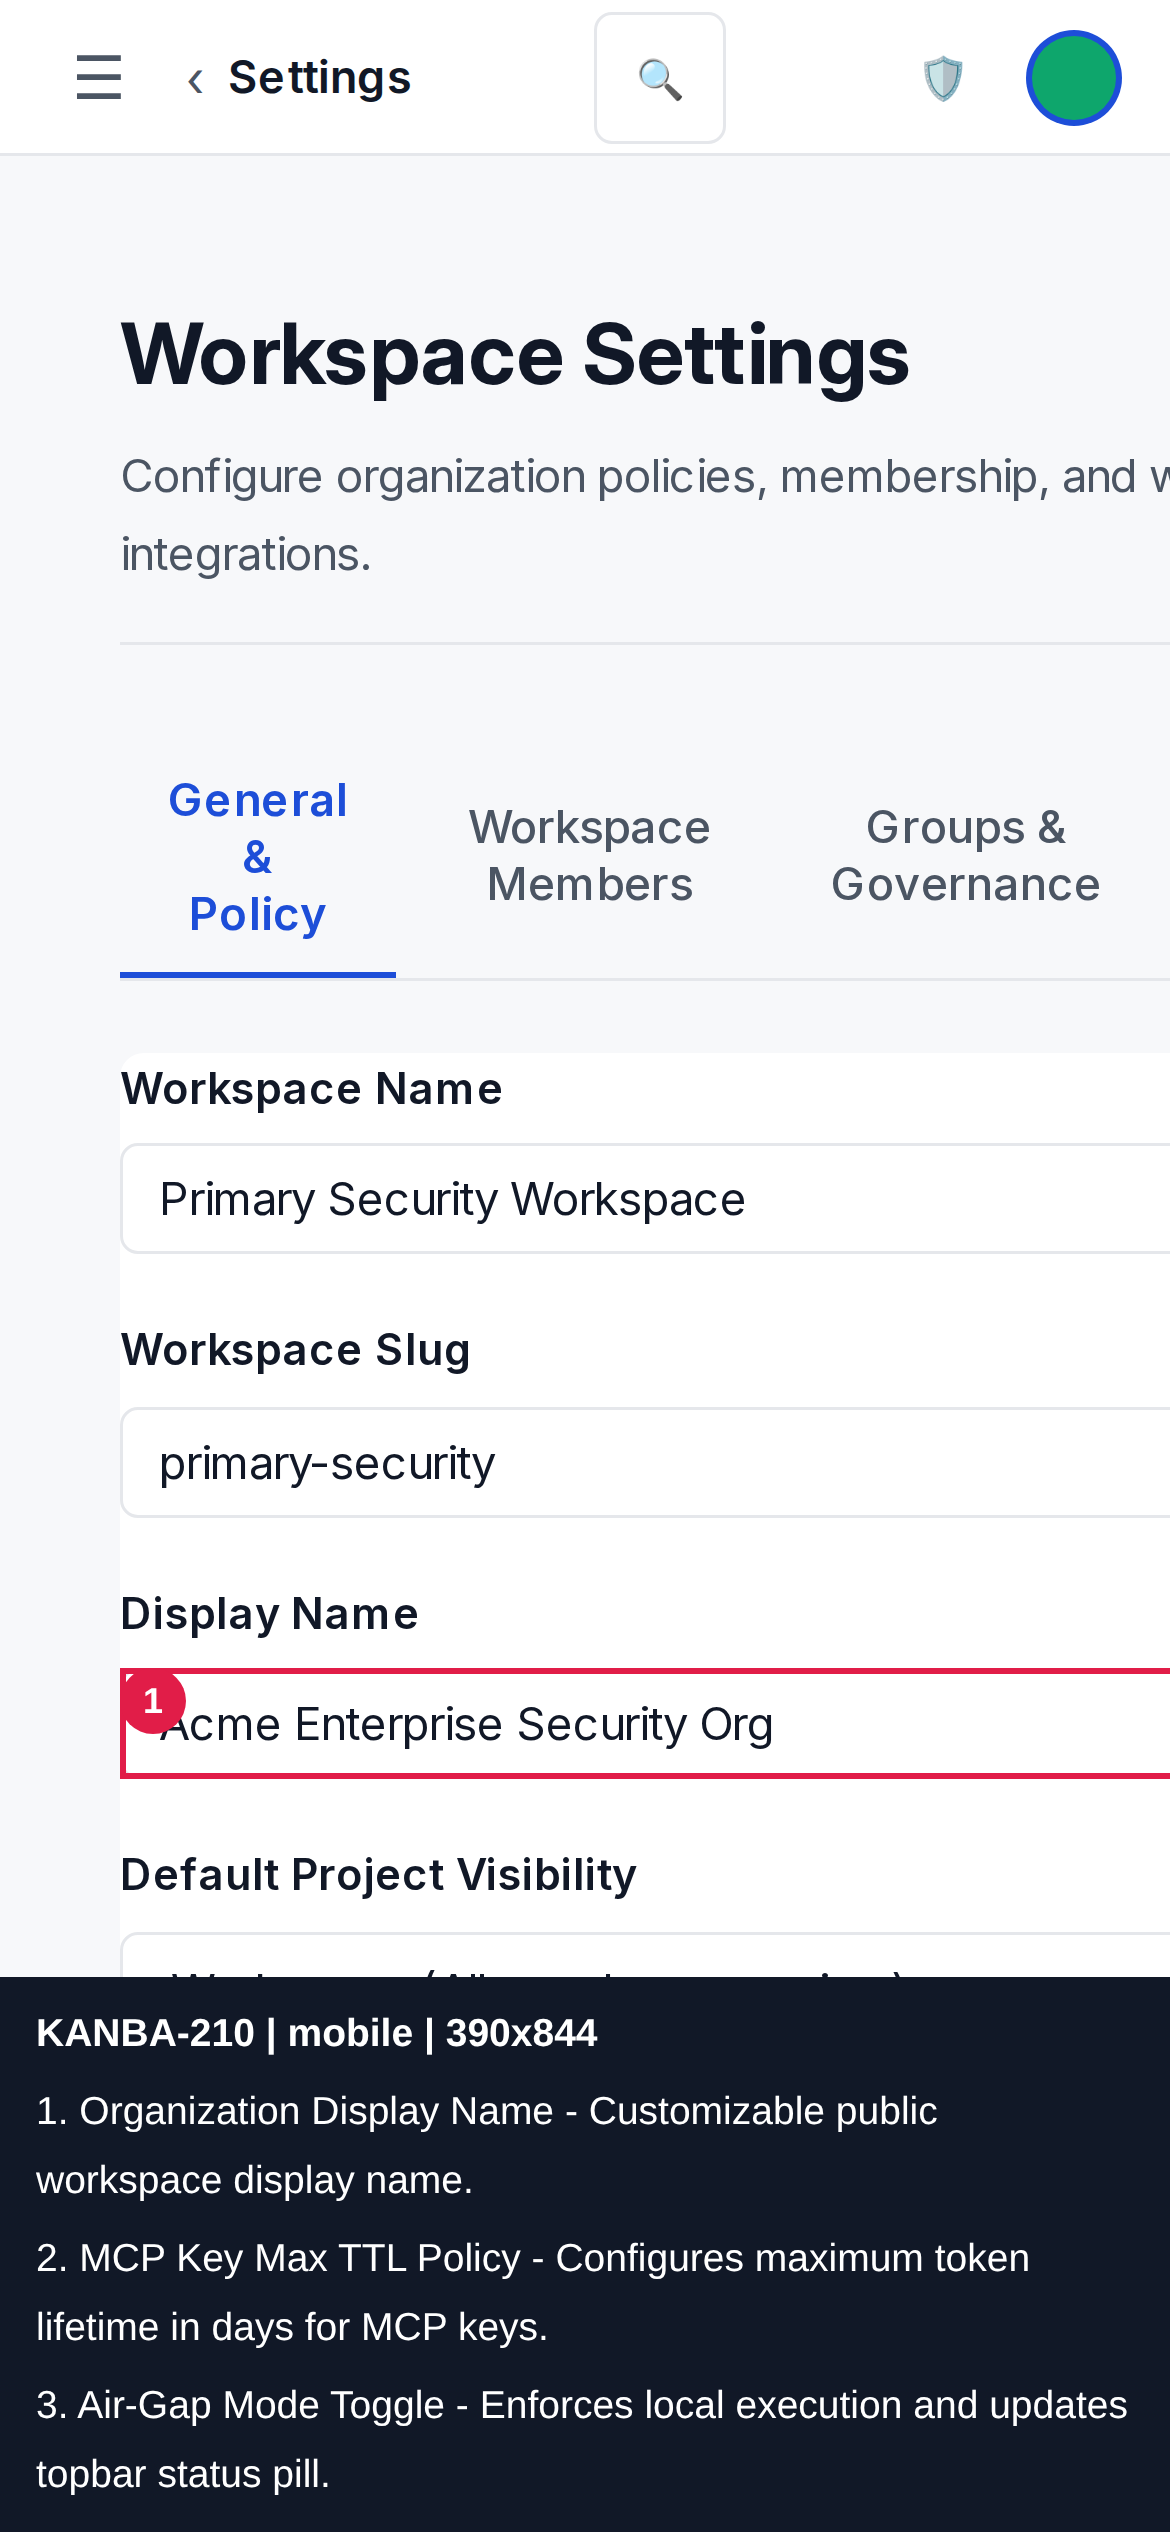 ☰ ‹ Settings
Workspace Settings
Configure organization policies, membership, and
integrations.
General
&
Policy
Workspace
Members
Groups &
Governance
Workspace Name
Primary Security Workspace
Workspace Slug
primary-security
Display Name
1
Acme Enterprise Security Org
Default Project Visibility
KANBA-210 | mobile | 390x844
1. Organization Display Name - Customizable public
workspace display name.
2. MCP Key Max TTL Policy - Configures maximum token
lifetime in days for MCP keys.
3. Air-Gap Mode Toggle - Enforces local execution and updates
topbar status pill.